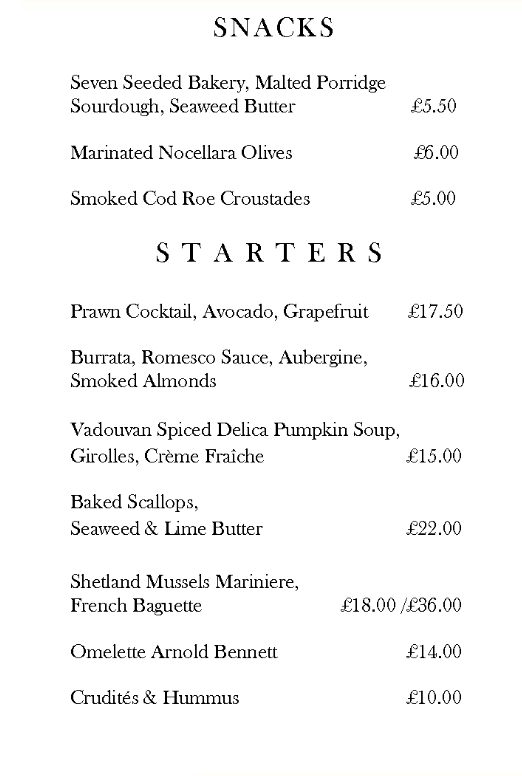 SNACKS
Seven Seeded Bakery, Malted Porridge
Sourdough, Seaweed Butter £5.50
Marinated Nocellara Olives £6.00
Smoked Cod Roe Croustades £5.00
STARTERS
Prawn Cocktail, Avocado, Grapefruit £17.50
Burrata, Romesco Sauce, Aubergine,
Smoked Almonds £16.00
Vadouvan Spiced Delica Pumpkin Soup,
Girolles, Crème Fraîche £15.00
Baked Scallops,
Seaweed & Lime Butter £22.00
Shetland Mussels Mariniere,
French Baguette £18.00 /£36.00
Omelette Arnold Bennett £14.00
Crudités & Hummus £10.00